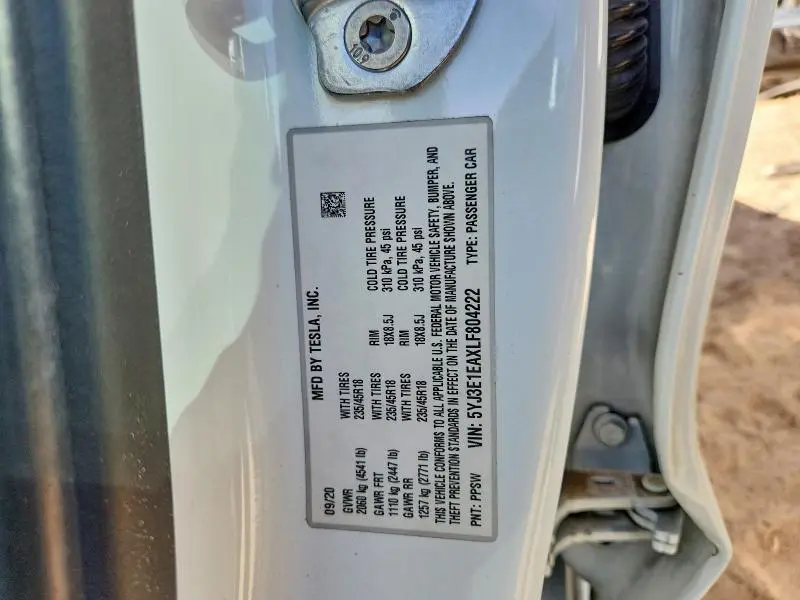 10.9
MFD BY TESLA, INC.
09/20
GVWR WITH TIRES
2060 kg (4541 lb) 235/45R18
GAWR FRT WITH TIRES RIM COLD TIRE PRESSURE
1110 kg (2447 lb) 235/45R18 18X8.5J 310 kPa, 45 psi
GAWR RR WITH TIRES RIM COLD TIRE PRESSURE
1257 kg (2771 lb) 235/45R18 18X8.5J 310 kPa, 45 psi
THIS VEHICLE CONFORMS TO ALL APPLICABLE U.S. FEDERAL MOTOR VEHICLE SAFETY, BUMPER, AND
THEFT PREVENTION STANDARDS IN EFFECT ON THE DATE OF MANUFACTURE SHOWN ABOVE.
PNT: PPSW VIN: 5YJ3E1EAXLF804222 TYPE: PASSENGER CAR